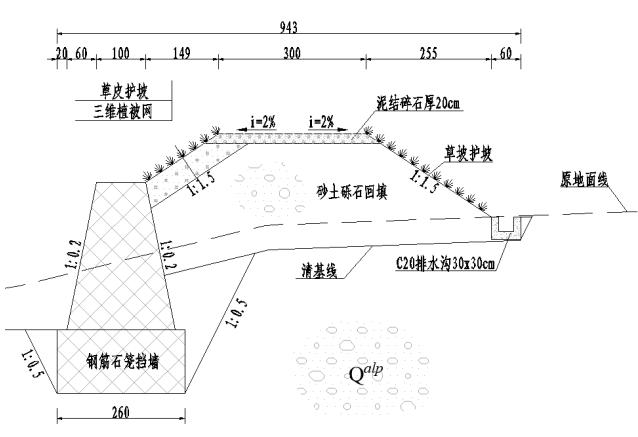 943
20 60 100 149 300 255 60
草皮护坡
三维植被网
泥结碎石厚20cm
i=2% i=2%
草坡护坡
1:1.5
砂土砾石回填
1:1.5
原地面线
1:0.2
1:0.2
清基线
C20排水沟30x30cm
1:0.5
1:0.5
钢筋石笼挡墙
Qalp
260